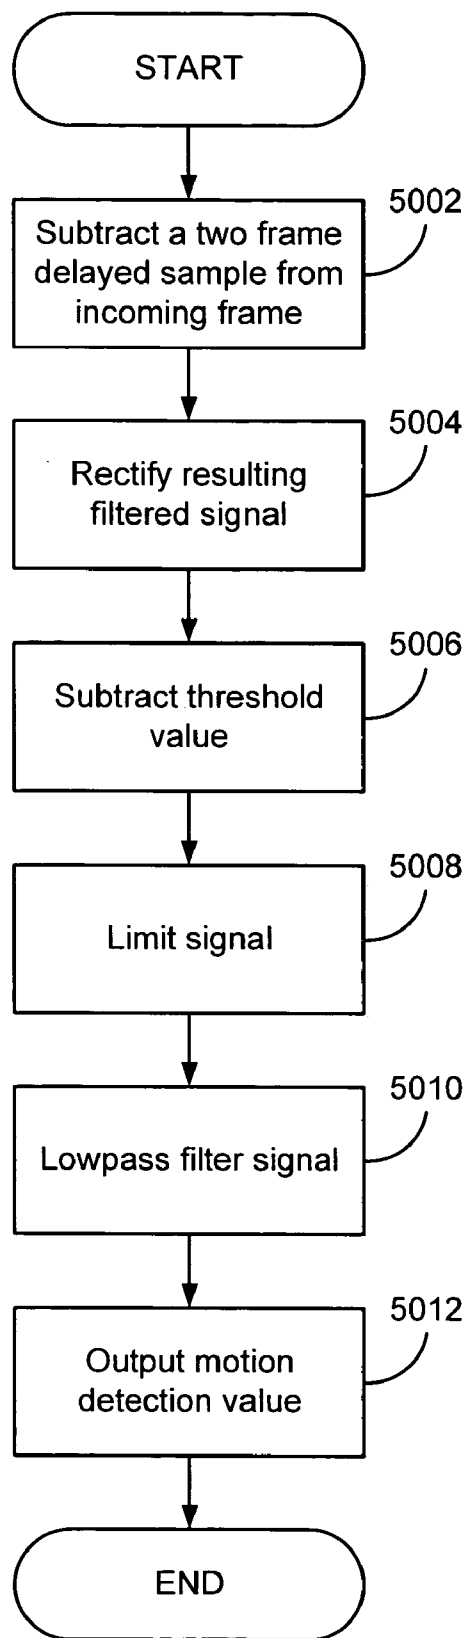 START
5002
Subtract a two frame
delayed sample from
incoming frame
5004
Rectify resulting
filtered signal
5006
Subtract threshold
value
5008
Limit signal
5010
Lowpass filter signal
5012
Output motion
detection value
END